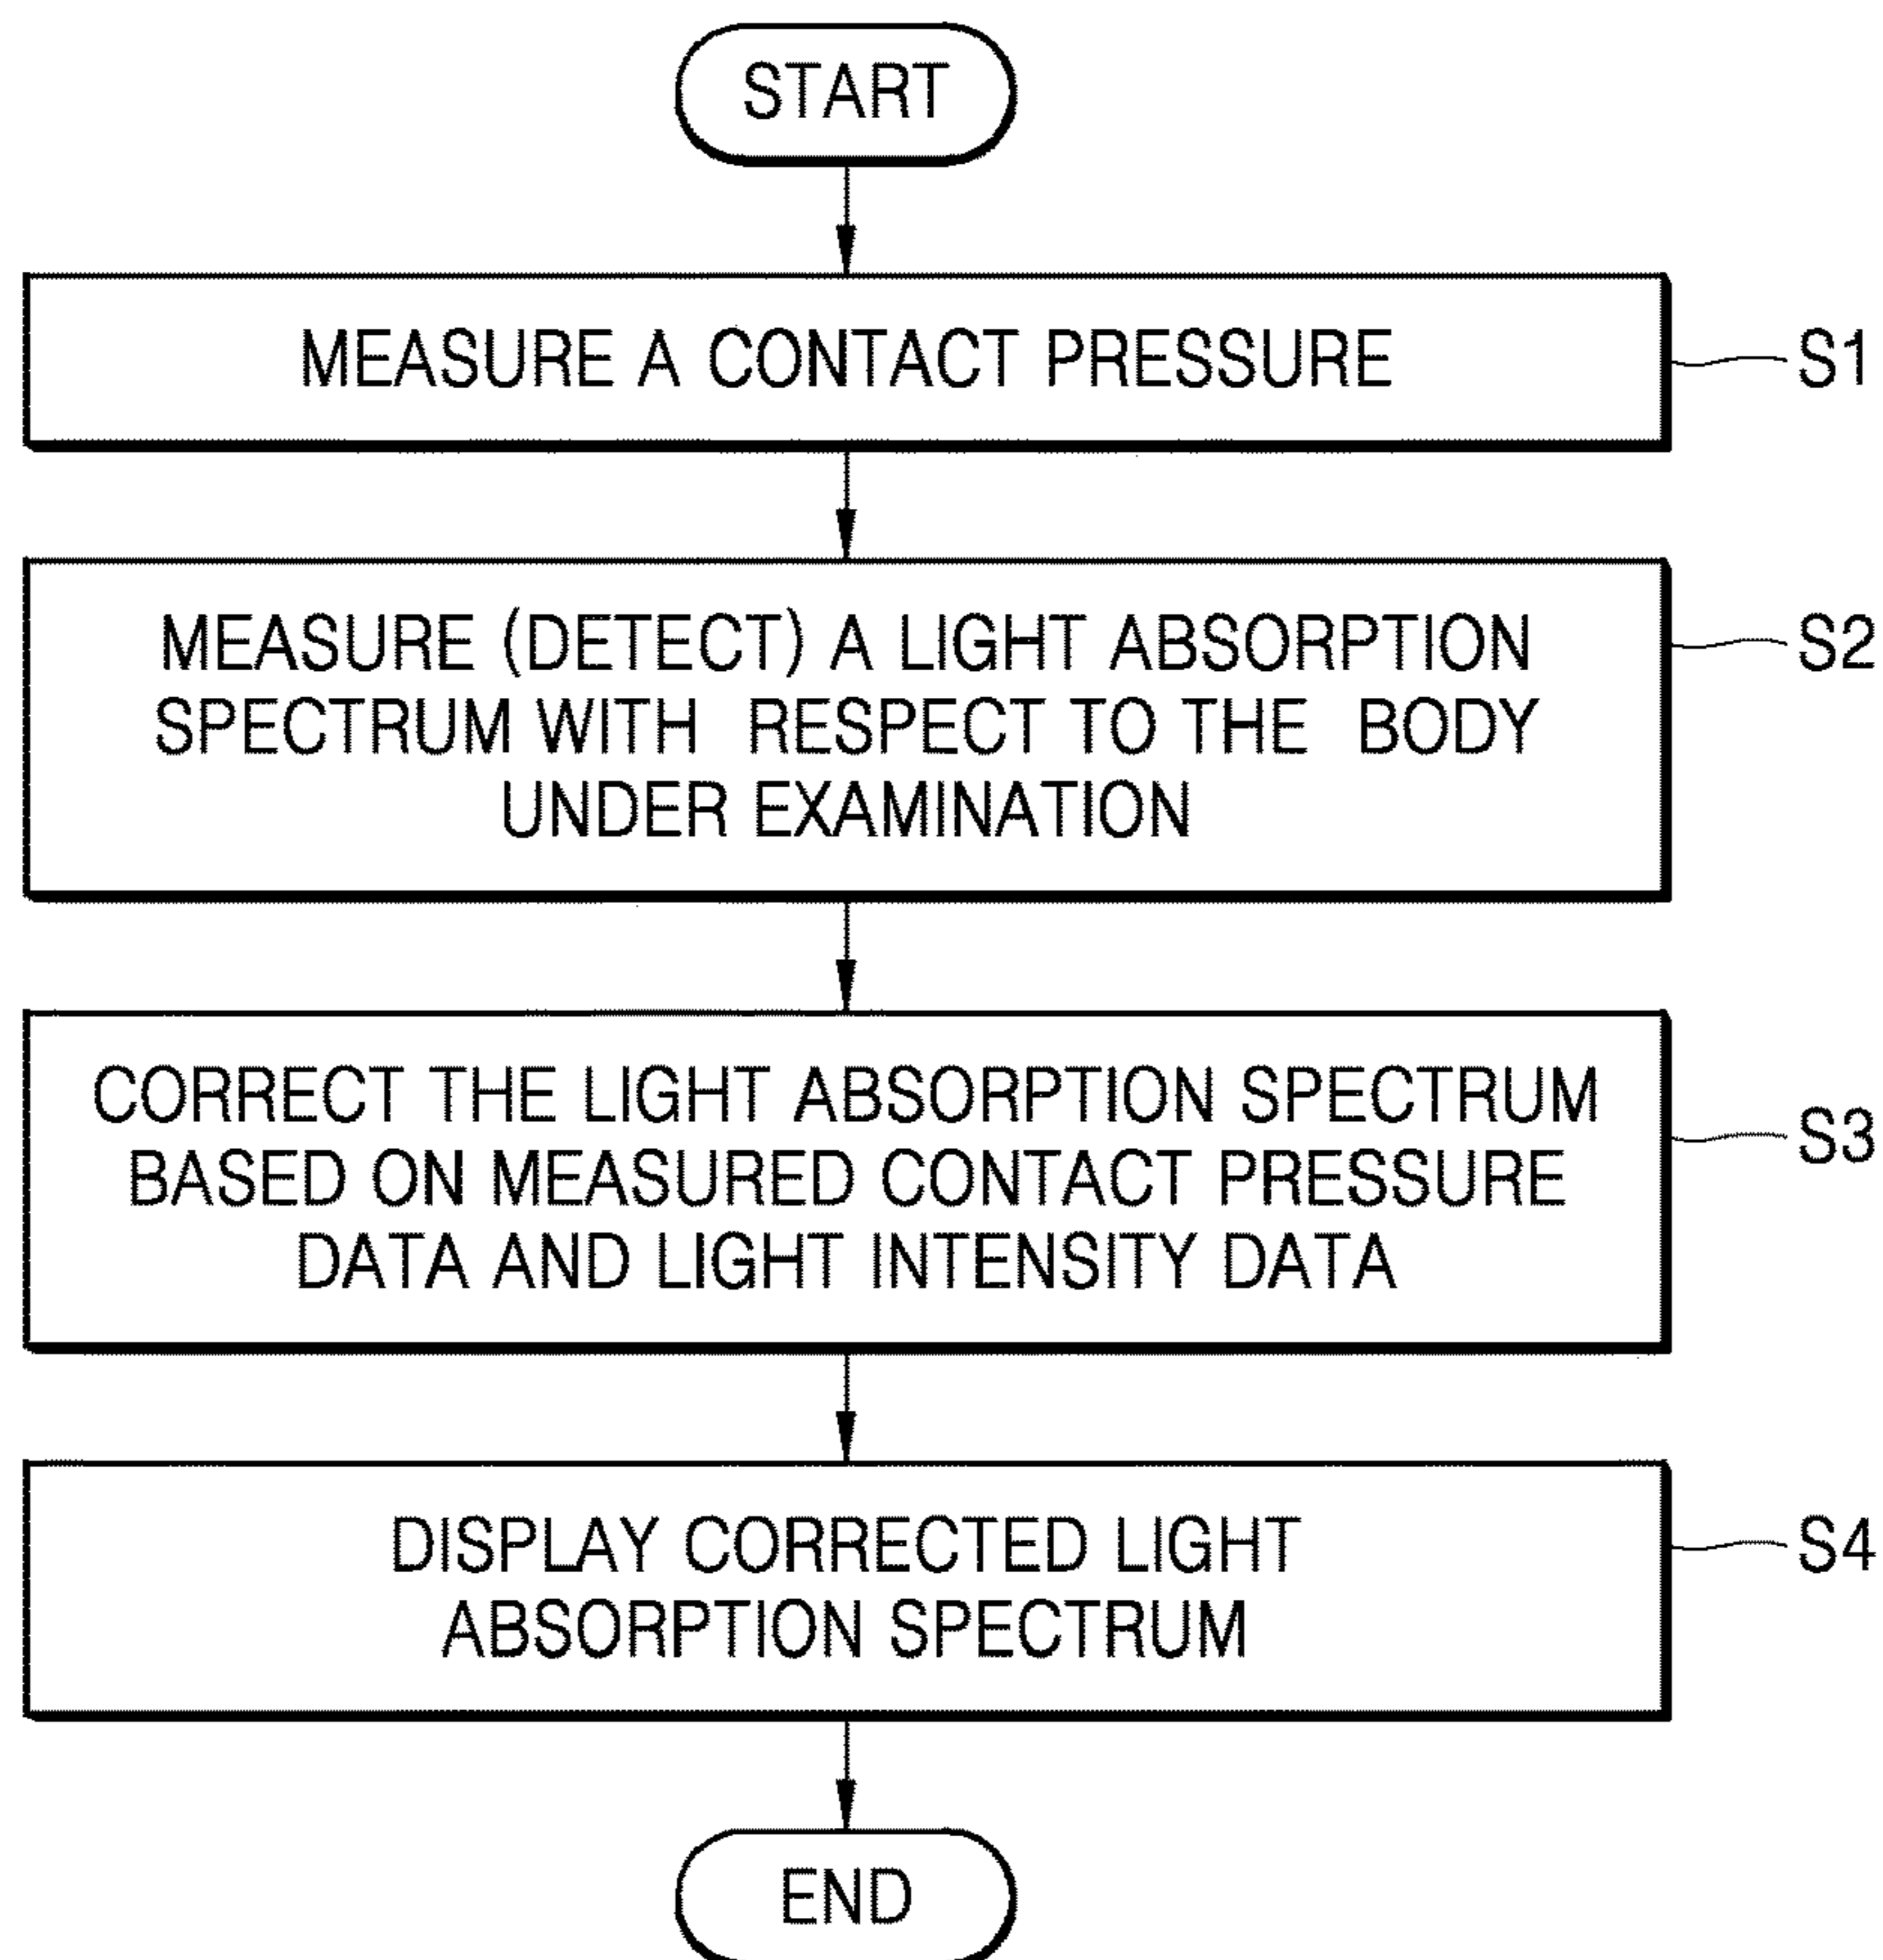 START
MEASURE A CONTACT PRESSURE
S1
MEASURE (DETECT) A LIGHT ABSORPTION
SPECTRUM WITH RESPECT TO THE BODY
UNDER EXAMINATION
S2
CORRECT THE LIGHT ABSORPTION SPECTRUM
BASED ON MEASURED CONTACT PRESSURE
DATA AND LIGHT INTENSITY DATA
S3
DISPLAY CORRECTED LIGHT
ABSORPTION SPECTRUM
S4
END